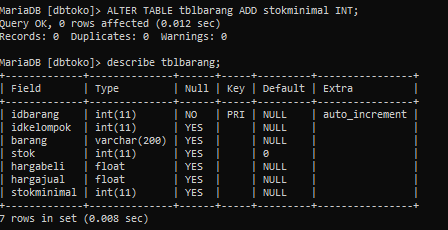 MariaDB [dbtoko]> ALTER TABLE tblbarang ADD stokminimal INT;
Query OK, 0 rows affected (0.012 sec)
Records: 0  Duplicates: 0  Warnings: 0

MariaDB [dbtoko]> describe tblbarang;
+-------------+--------------+------+-----+---------+----------------+
| Field       | Type         | Null | Key | Default | Extra          |
+-------------+--------------+------+-----+---------+----------------+
| idbarang    | int(11)      | NO   | PRI | NULL    | auto_increment |
| idkelompok  | int(11)      | YES  |     | NULL    |                |
| barang      | varchar(200) | YES  |     | NULL    |                |
| stok        | int(11)      | YES  |     | 0       |                |
| hargabeli   | float        | YES  |     | NULL    |                |
| hargajual   | float        | YES  |     | NULL    |                |
| stokminimal | int(11)      | YES  |     | NULL    |                |
+-------------+--------------+------+-----+---------+----------------+
7 rows in set (0.008 sec)